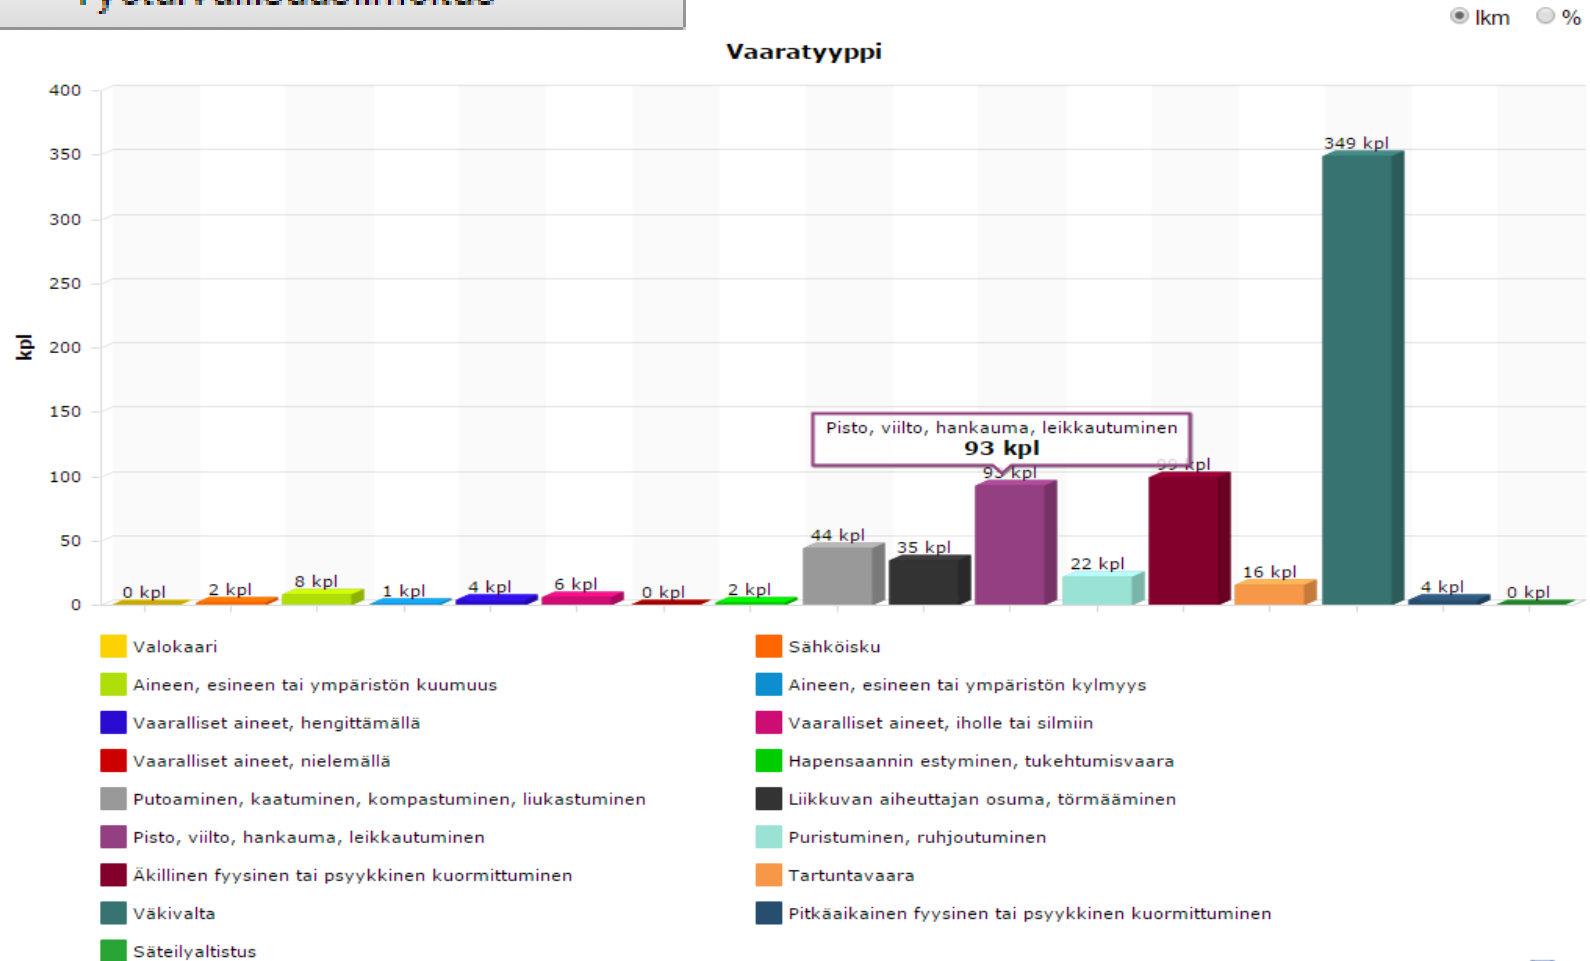 lkm %
Vaaratyyppi
400
350
300
250
200
150
100
50
0
kpl
0 kpl
2 kpl
8 kpl
1 kpl
4 kpl
6 kpl
0 kpl
2 kpl
44 kpl
35 kpl
Pisto, viilto, hankauma, leikkautuminen
93 kpl
93 kpl
22 kpl
99 kpl
16 kpl
349 kpl
4 kpl
0 kpl
Valokaari
Sähköisku
Aineen, esineen tai ympäristön kuumuus
Aineen, esineen tai ympäristön kylmyys
Vaaralliset aineet, hengittämällä
Vaaralliset aineet, iholle tai silmiin
Vaaralliset aineet, nielemällä
Hapensaannin estyminen, tukehtumisvaara
Putoaminen, kaatuminen, kompastuminen, liukastuminen
Liikkuvan aiheuttajan osuma, törmääminen
Pisto, viilto, hankauma, leikkautuminen
Puristuminen, ruhjoutuminen
Äkillinen fyysinen tai psyykkinen kuormittuminen
Tartuntavaara
Väkivalta
Pitkäaikainen fyysinen tai psyykkinen kuormittuminen
Säteilyaltistus